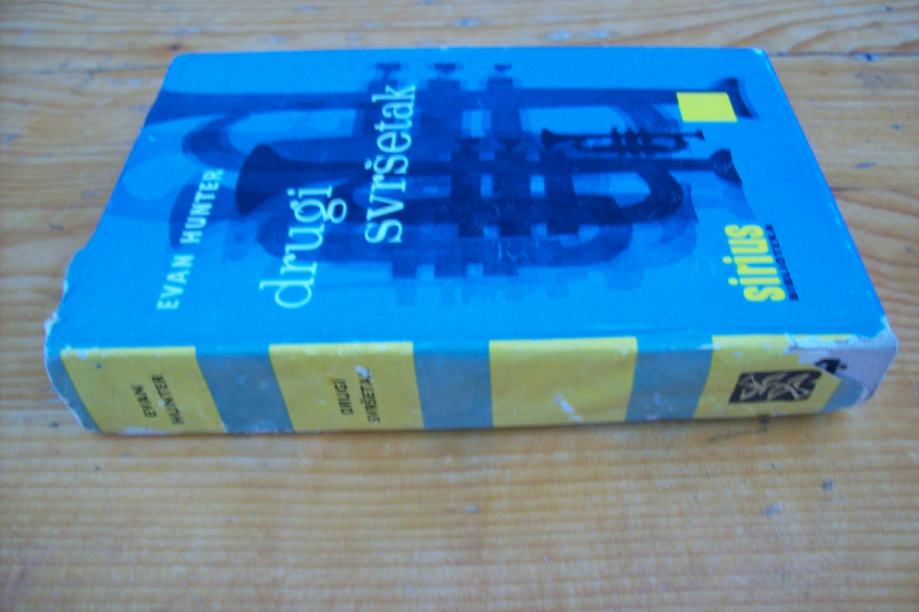 EVAN HUNTER
drugi
svršetak
sirius
BIBLIOTEKA
EVAN
HUNTER
DRUGI
SVRŠETAK